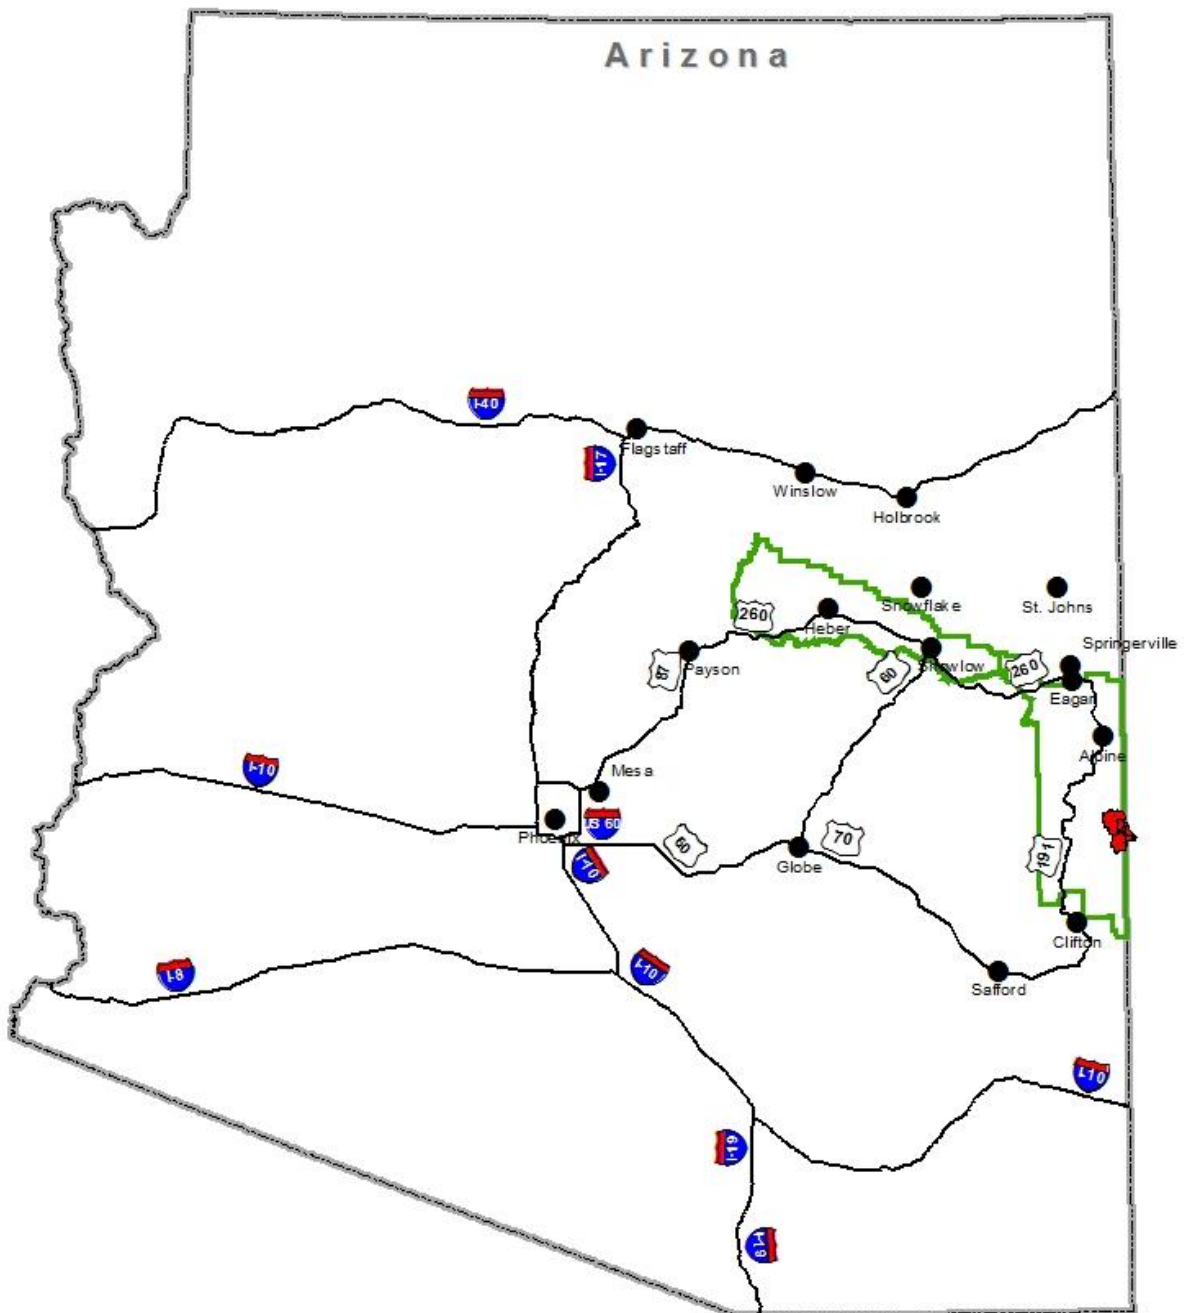 Arizona
I-40
Flagstaff
I-17
Winslow
Holbrook
Snowflake
St. Johns
260
Heber
Springerville
Payson
87
60
Showlow
260
Eagar
Alpine
I-10
Mesa
US 60
Phoenix
60
70
191
Globe
I-10
Clifton
I-8
I-10
Safford
I-10
I-19
I-19